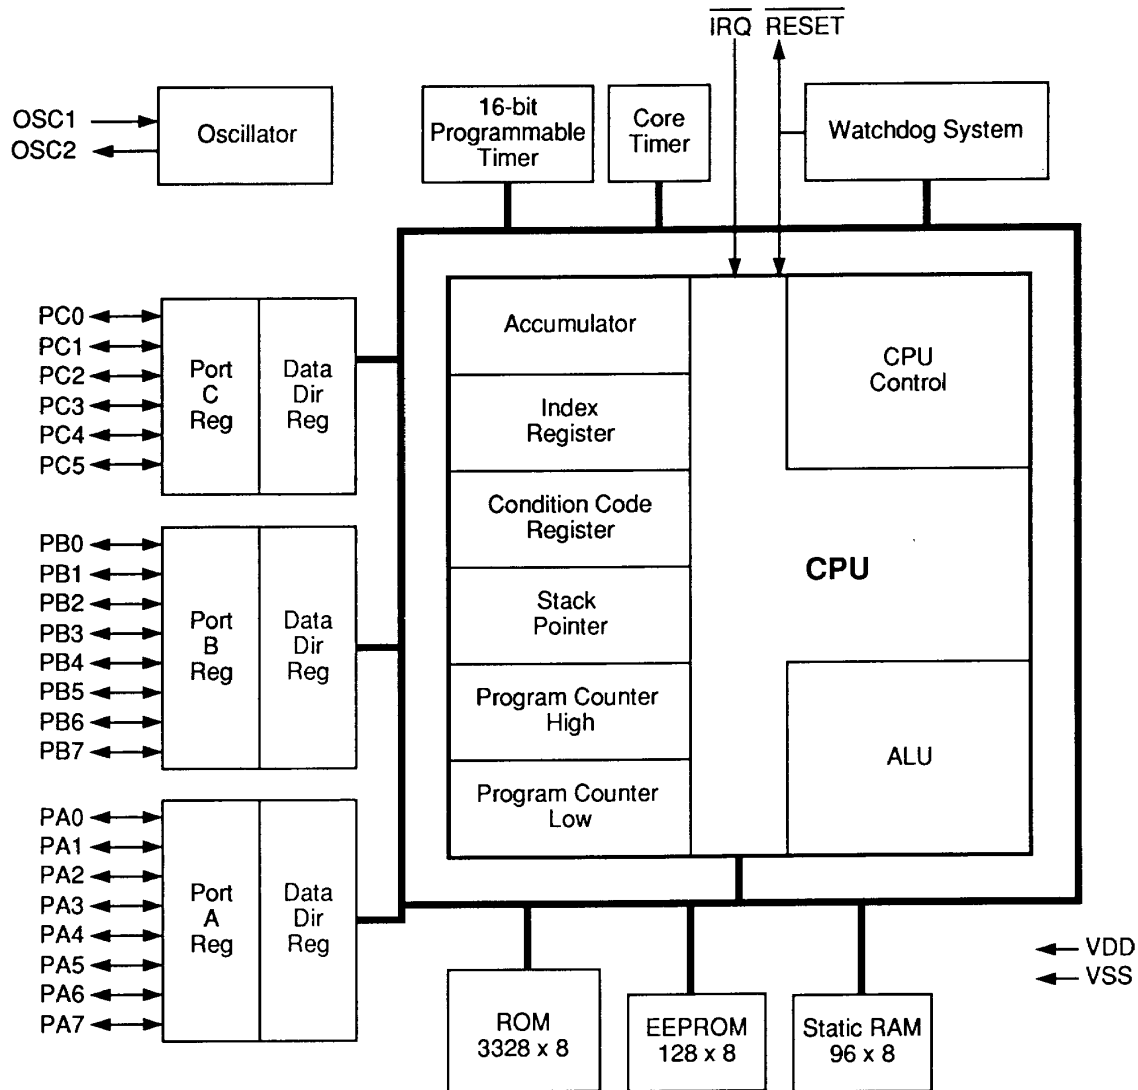 IRQ RESET
OSC1
OSC2
Oscillator
16-bit
Programmable
Timer
Core
Timer
Watchdog System
PC0
PC1
PC2
PC3
PC4
PC5
Port
C
Reg
Data
Dir
Reg
PB0
PB1
PB2
PB3
PB4
PB5
PB6
PB7
Port
B
Reg
Data
Dir
Reg
PA0
PA1
PA2
PA3
PA4
PA5
PA6
PA7
Port
A
Reg
Data
Dir
Reg
Accumulator
Index
Register
Condition Code
Register
Stack
Pointer
Program Counter
High
Program Counter
Low
CPU
Control
CPU
ALU
VDD
VSS
ROM
3328 x 8
EEPROM
128 x 8
Static RAM
96 x 8